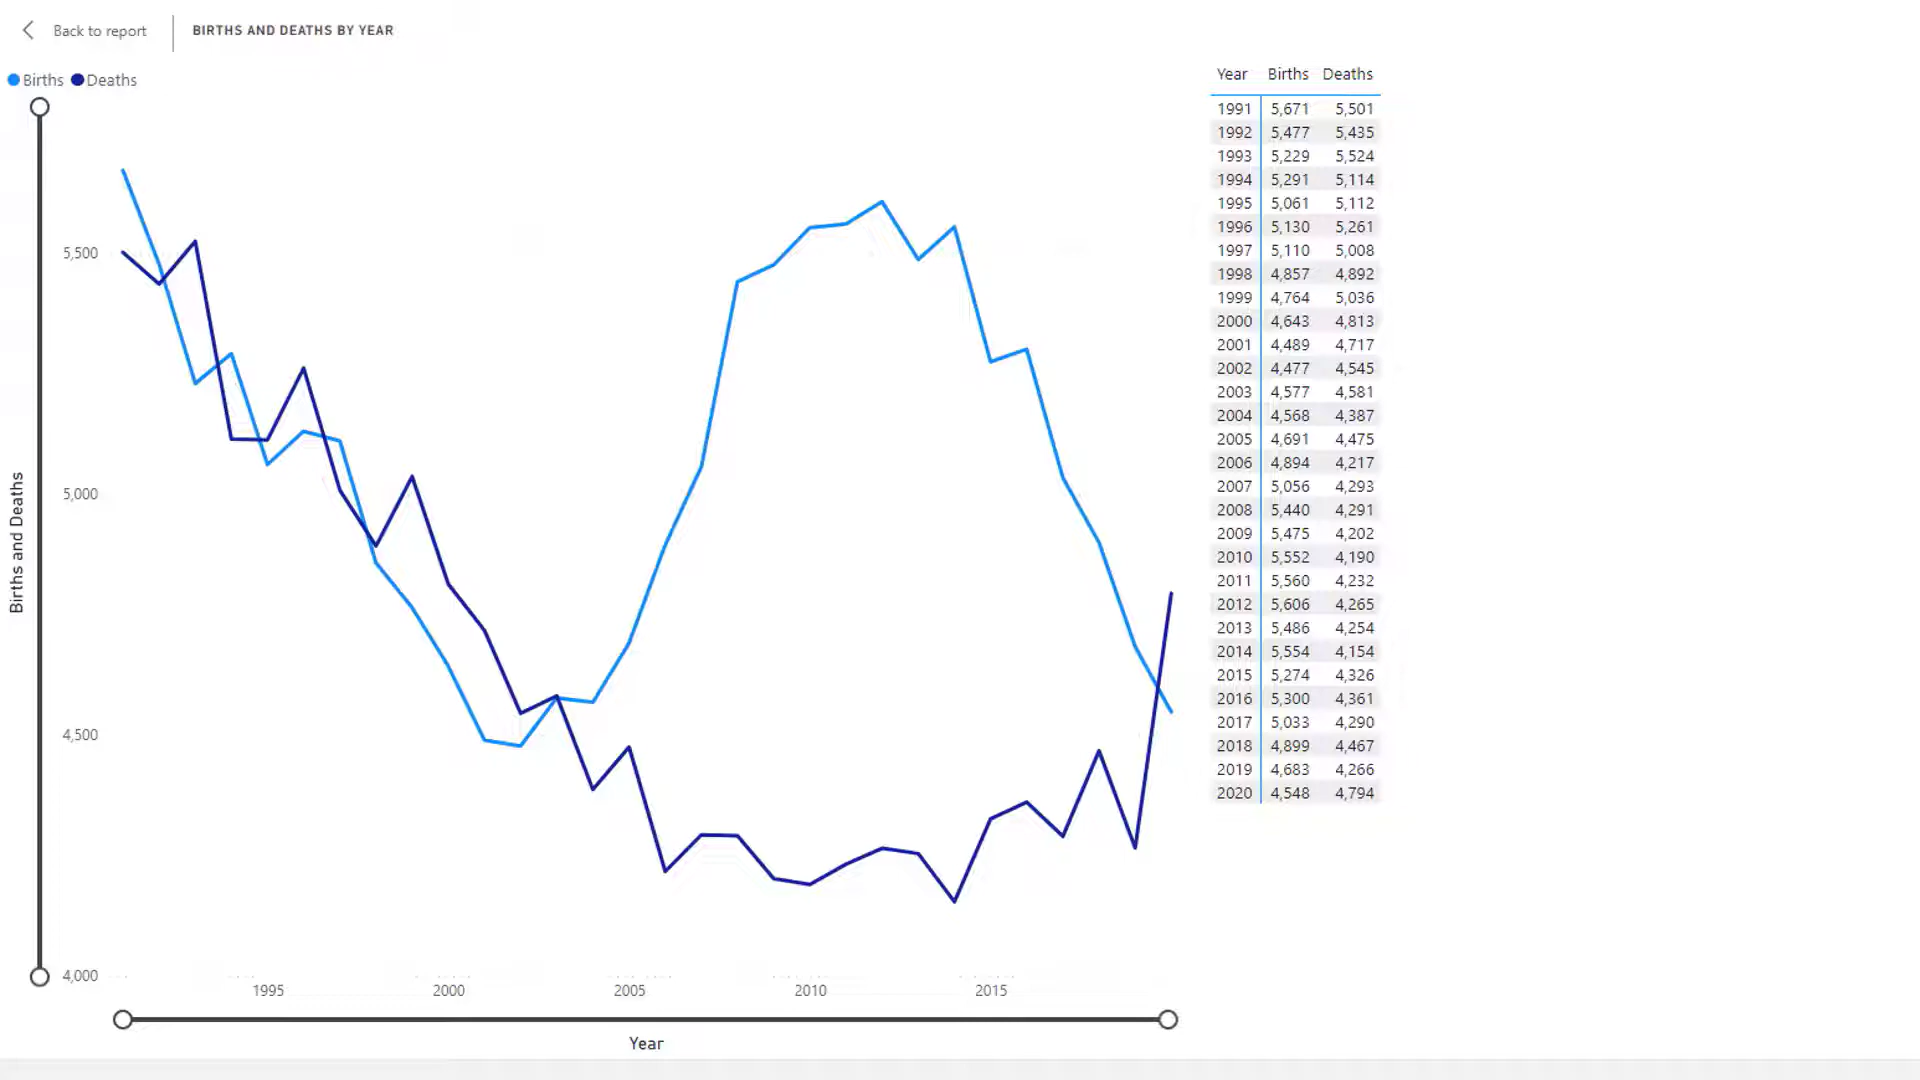 Back to report
BIRTHS AND DEATHS BY YEAR
Births Deaths
5,500
5,000
4,500
4,000
Births and Deaths
1995 2000 2005 2010 2015
Year
Year Births Deaths
1991 5,671 5,501
1992 5,477 5,435
1993 5,229 5,524
1994 5,291 5,114
1995 5,061 5,112
1996 5,130 5,261
1997 5,110 5,008
1998 4,857 4,892
1999 4,764 5,036
2000 4,643 4,813
2001 4,489 4,717
2002 4,477 4,545
2003 4,577 4,581
2004 4,568 4,387
2005 4,691 4,475
2006 4,894 4,217
2007 5,056 4,293
2008 5,440 4,291
2009 5,475 4,202
2010 5,552 4,190
2011 5,560 4,232
2012 5,606 4,265
2013 5,486 4,254
2014 5,554 4,154
2015 5,274 4,326
2016 5,300 4,361
2017 5,033 4,290
2018 4,899 4,467
2019 4,683 4,266
2020 4,548 4,794